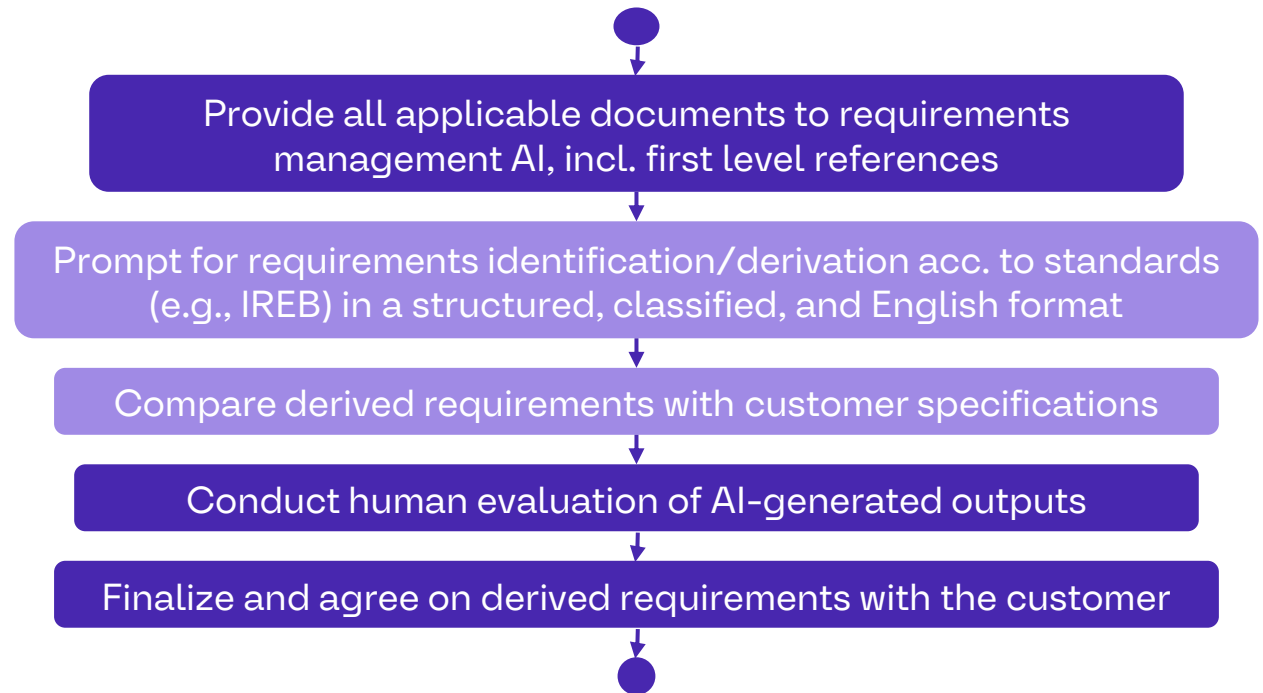 Provide all applicable documents to requirements
management AI, incl. first level references
Prompt for requirements identification/derivation acc. to standards
(e.g., IREB) in a structured, classified, and English format
Compare derived requirements with customer specifications
Conduct human evaluation of AI-generated outputs
Finalize and agree on derived requirements with the customer